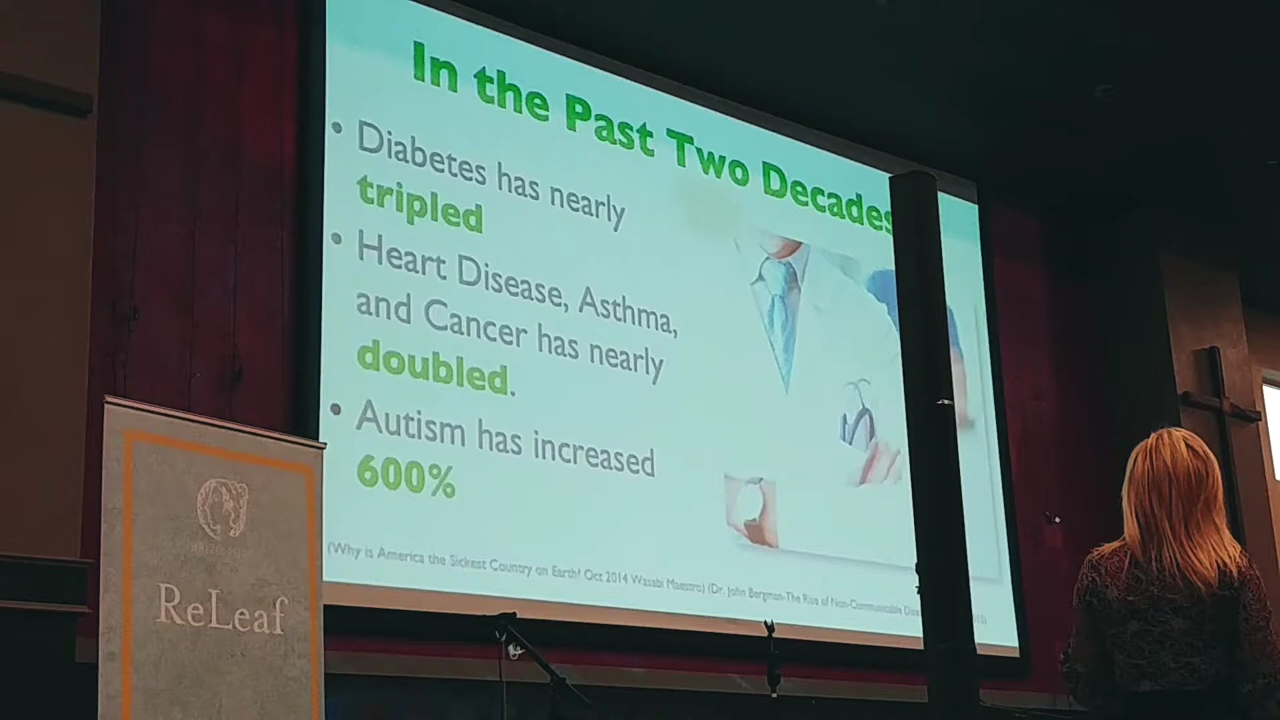 In the Past Two Decades
• Diabetes has nearly
tripled
• Heart Disease, Asthma,
and Cancer has nearly
doubled.
• Autism has increased
600%
(Why is America the Sickest Country on Earth? Oct 2014 Wasabi Maestro) (Dr. John Bergman-The Rise of Non-Communicable
ReLeaf